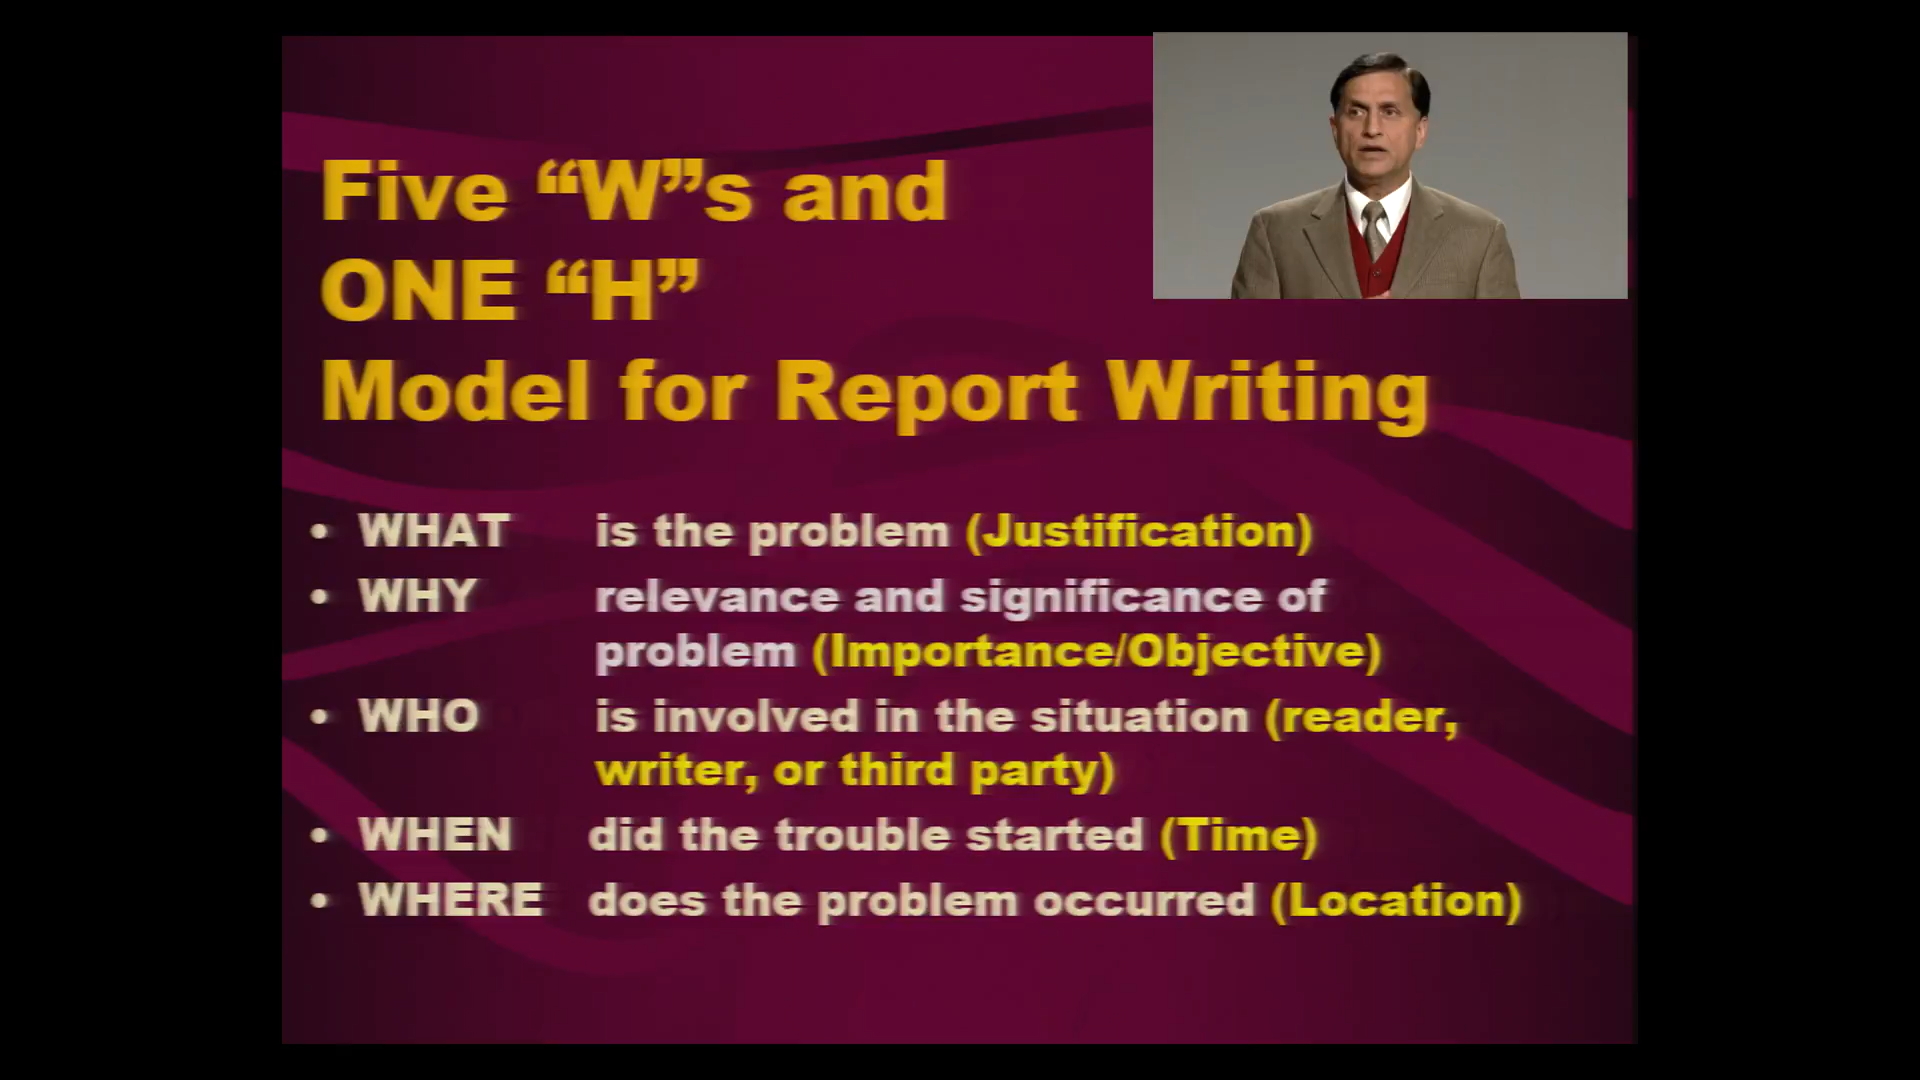 Five “W”s and
ONE “H”
Model for Report Writing
• WHAT is the problem (Justification)
• WHY relevance and significance of
problem (Importance/Objective)
• WHO is involved in the situation (reader,
writer, or third party)
• WHEN did the trouble started (Time)
• WHERE does the problem occurred (Location)